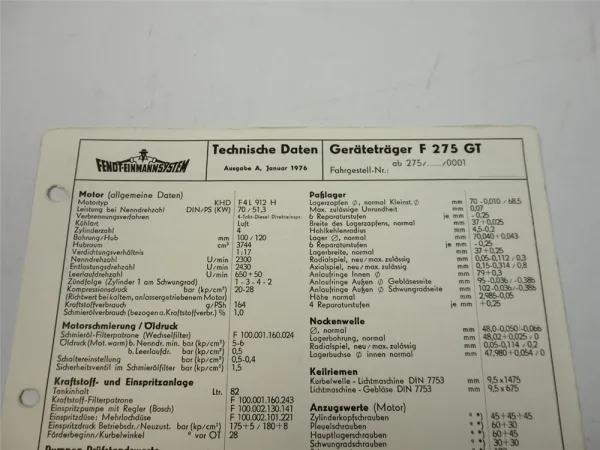 FENDT-EINMANNSYSTEM
Technische Daten
Ausgabe A, Januar 1976
Geräteträger F 275 GT
ab 275/....../0001
Fahrgestell-Nr.:
Motor (allgemeine Daten)
Motortyp KHD F4L 912 H
Leistung bei Nenndrehzahl DIN/PS (KW) 70 / 51,3
Verbrennungsverfahren 4-Takt-Diesel Direkteinspr.
Kühlart Luft
Zylinderzahl 4
Bohrung/Hub mm 100 / 120
Hubraum cm³ 3744
Verdichtungsverhältnis 1:17
Nenndrehzahl U/min 2300
Entlastungsdrehzahl U/min 2430
Leerlaufdrehzahl U/min 650 + 50
Zündfolge (Zylinder 1 am Schwungrad) 1 - 3 - 4 - 2
Kompressionsdruck bar (kp/cm²) 20-28
(Richtwert bei kaltem, anlassergetriebenem Motor)
Kraftstoffverbrauch g/PSh 164
Schmierölverbrauch (bezogen a. Kraftstoffverbr.) % 1,0
Motorschmierung / Öldruck
Schmieröl-Filterpatrone (Wechselfilter) F 100.001.160.024
Öldruck (Mot. warm) b. Nenndr. min. bar (kp/cm²) 5-6
b. Leerlaufdr. bar (kp/cm²) 0,5
Schaltereinstellung bar (kp/cm²) 0,5-0,4
Sicherheitsventil im Schmierölfilter bar (kp/cm²) 1,5
Kraftstoff- und Einspritzanlage
Tankinhalt Ltr. 82
Kraftstoff-Filterpatrone F 100.001.160.243
Einspritzpumpe mit Regler (Bosch) F 100.002.130.141
Einspritzdüse: Mehrlochdüse F 100.002.101.221
Einspritzdruck Betriebsdr./Neuzust. bar (kp/cm²) 175 + 5 / 180 + 8
Förderbeginn/Kurbelwinkel ° vor OT 28
Paßlager
Lagerzapfen ∅, normal Kleinst. ∅ mm 70 -0,010 / 68,5
Max. zulässige Unrundheit mm 0,07
6 Reparaturstufen je mm - 0,25
Breite des Lagerzapfens, normal mm 37 + 0,025
Hohlkehlenradius mm 4,5-0,2
Lager ∅, normal mm 70,040 + 0,043
6 Reparaturstufen je mm - 0,25
Lagerbreite, normal mm 37 + 0,25
Radialspiel, neu / max. zulässig mm 0,05-0,112 / 0,3
Axialspiel, neu / max. zulässig mm 0,15-0,314 / 0,8
Anlaufringe ∅ innen mm 79 + 0,3
Anlaufringe Außen ∅ Gebläseseite mm 95 -0,036 / -0,386
Anlaufringe Außen ∅ Schwungradseite mm 102 -0,036 / -0,386
Höhe normal mm 2,985-0,05
4 Reparaturstufen je mm + 0,25
Nockenwelle
∅, normal mm 48,0 -0,050 / -0,066
Lagerbohrung, normal mm 48,02 + 0,025 / 0
Radialspiel, neu / max. zulässig mm 0,05-0,114 / 0,2
Lagerbuchse ∅ innen normal mm 47,980 + 0,054 / 0
Keilriemen
Kurbelwelle - Lichtmaschine DIN 7753 mm 9,5 x 1475
Lichtmaschine - Gebläse DIN 7753 mm 9,5 x 675
Anzugswerte (Motor)
Zylinderkopfschrauben 45 + 45 + 45
Pleuelschrauben 60 + 30
Hauptlagerschrauben 60 + 45
Schwungradschrauben 30 + 30